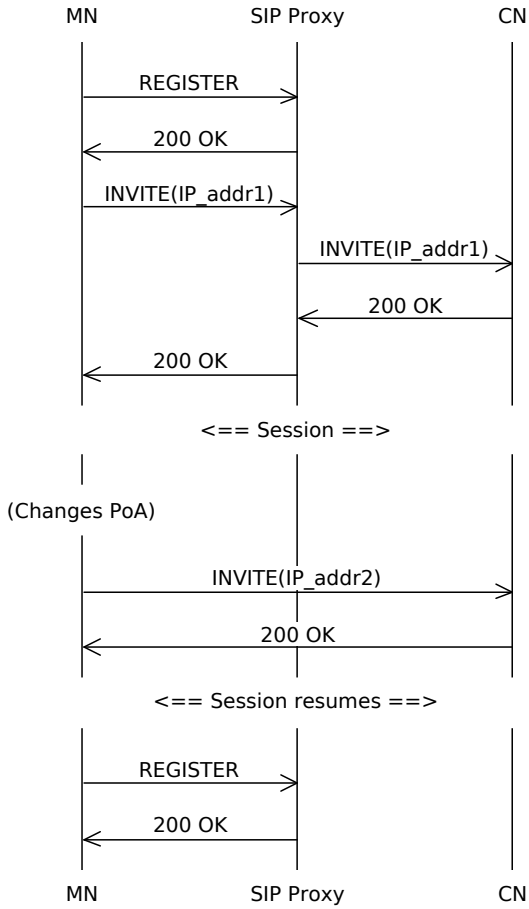 MN SIP Proxy CN
REGISTER
200 OK
INVITE(IP_addr1)
INVITE(IP_addr1)
200 OK
200 OK
<== Session ==>
(Changes PoA)
INVITE(IP_addr2)
200 OK
<== Session resumes ==>
REGISTER
200 OK
MN SIP Proxy CN